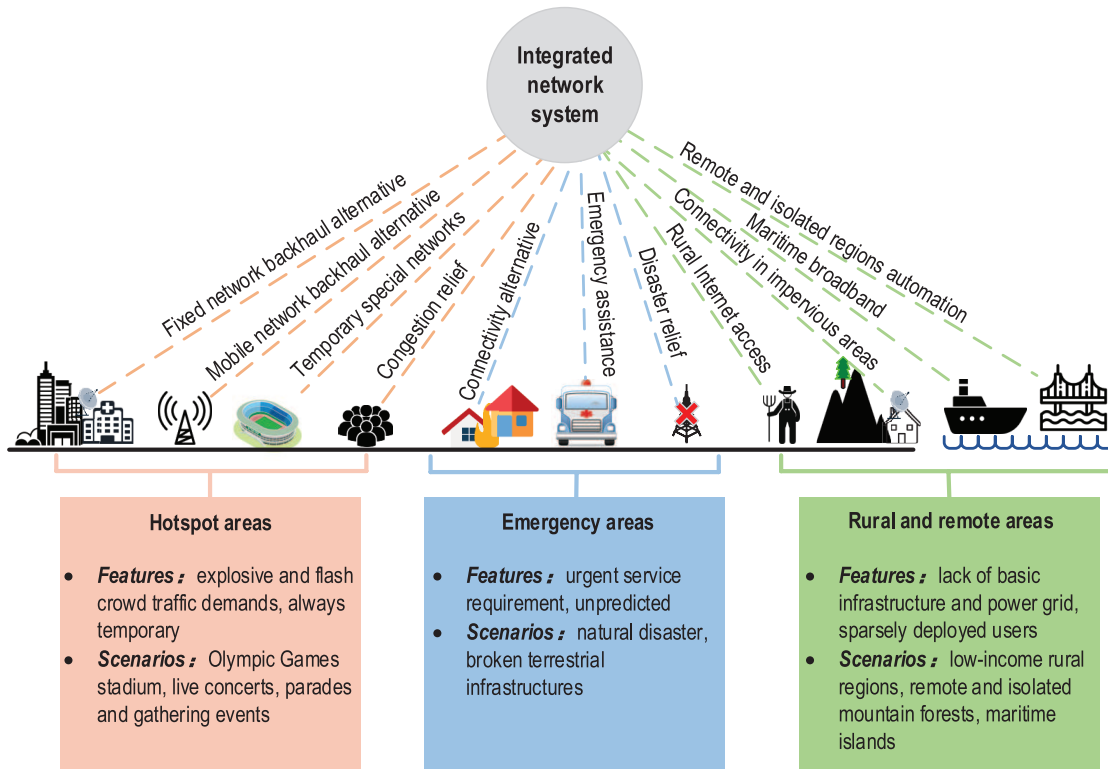 Integrated
network
system
Fixed network backhaul alternative
Mobile network backhaul alternative
Temporary special networks
Congestion relief
Connectivity alternative
Emergency assistance
Disaster relief
Rural Internet access
Connectivity in impervious areas
Maritime broadband
Remote and isolated regions automation
Hotspot areas
• Features： explosive and flash
crowd traffic demands, always
temporary
• Scenarios： Olympic Games
stadium, live concerts, parades
and gathering events
Emergency areas
• Features： urgent service
requirement, unpredicted
• Scenarios： natural disaster,
broken terrestrial
infrastructures
Rural and remote areas
• Features： lack of basic
infrastructure and power grid,
sparsely deployed users
• Scenarios： low-income rural
regions, remote and isolated
mountain forests, maritime
islands